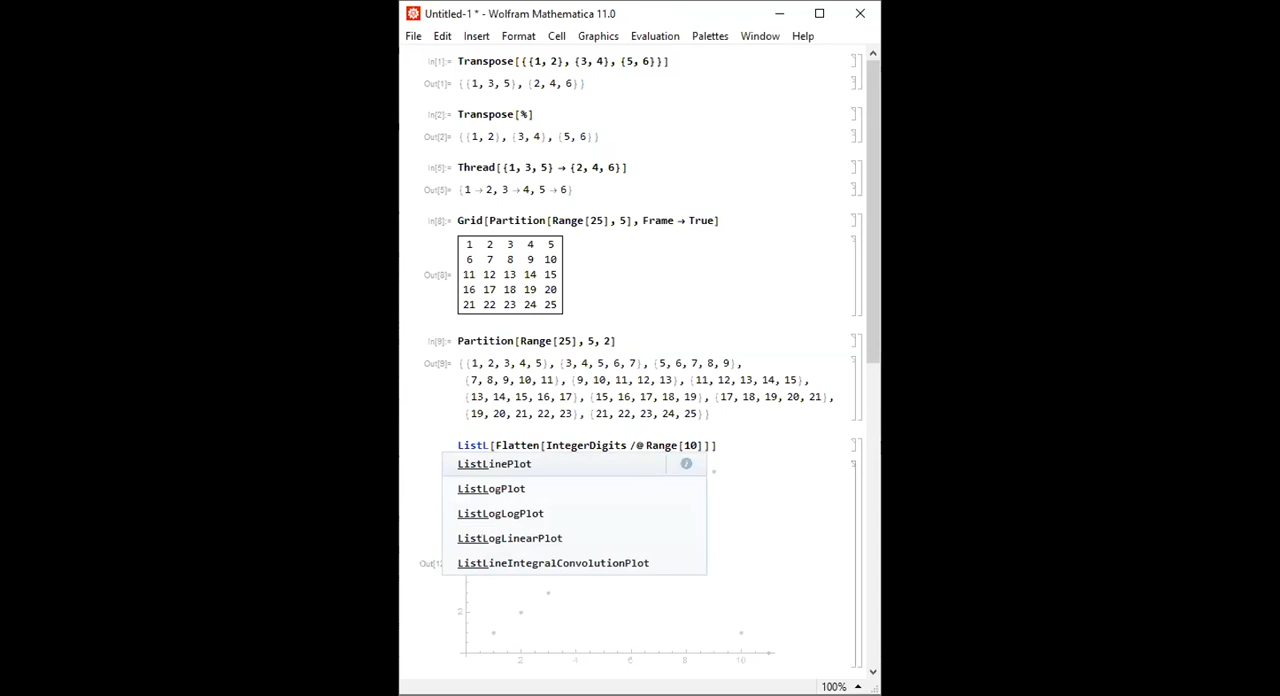 Untitled-1 * - Wolfram Mathematica 11.0
File Edit Insert Format Cell Graphics Evaluation Palettes Window Help
In[1]:= Transpose[{{1, 2}, {3, 4}, {5, 6}}]
Out[1]= {{1, 3, 5}, {2, 4, 6}}
In[2]:= Transpose[%]
Out[2]= {{1, 2}, {3, 4}, {5, 6}}
In[5]:= Thread[{1, 3, 5} → {2, 4, 6}]
Out[5]= {1 → 2, 3 → 4, 5 → 6}
In[8]:= Grid[Partition[Range[25], 5], Frame → True]
1 2 3 4 5
6 7 8 9 10
Out[8]= 11 12 13 14 15
16 17 18 19 20
21 22 23 24 25
In[9]:= Partition[Range[25], 5, 2]
Out[9]= {{1, 2, 3, 4, 5}, {3, 4, 5, 6, 7}, {5, 6, 7, 8, 9},
{7, 8, 9, 10, 11}, {9, 10, 11, 12, 13}, {11, 12, 13, 14, 15},
{13, 14, 15, 16, 17}, {15, 16, 17, 18, 19}, {17, 18, 19, 20, 21},
{19, 20, 21, 22, 23}, {21, 22, 23, 24, 25}}
ListL[Flatten[IntegerDigits /@ Range[10]]]
ListLinePlot
ListLogPlot
ListLogLogPlot
ListLogLinearPlot
ListLineIntegralConvolutionPlot
2
2 4 6 8 10
100%